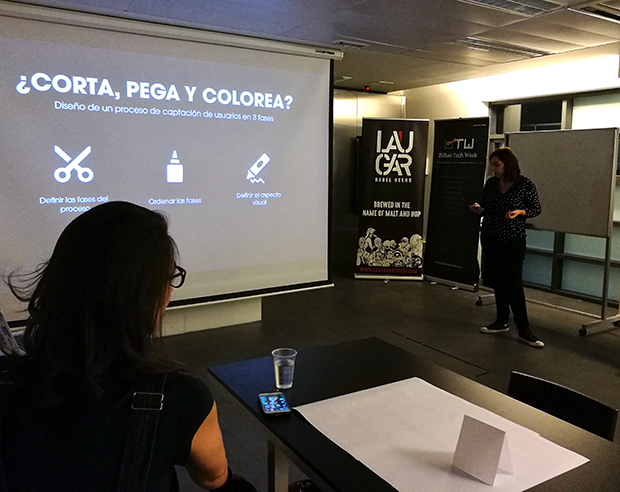 ¿CORTA, PEGA Y COLOREA?
Diseño de un proceso de captación de usuarios en 3 fases
Definir las fases del
proceso
Ordenar las fases
Definir el aspecto
visual
LAU
GAR
REBEL BEERS
BREWED IN THE
NAME OF MALT AND HOP
BTW
Bilbao Tech Week